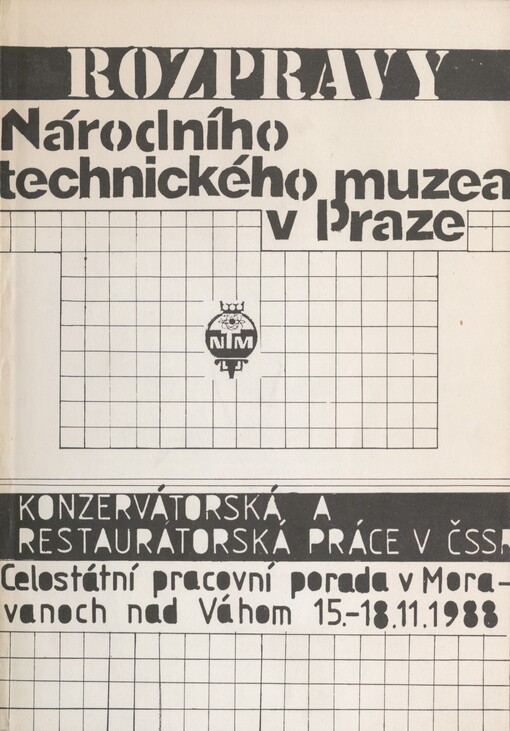 ROZPRAVY
Národního
technického muzea
v Praze
NTM
KONZERVÁTORSKÁ A
RESTAURÁTORSKÁ PRÁCE V ČSSR
Celostátní pracovní porada v Mora-
vanoch nad Váhom 15.-18.11.1988